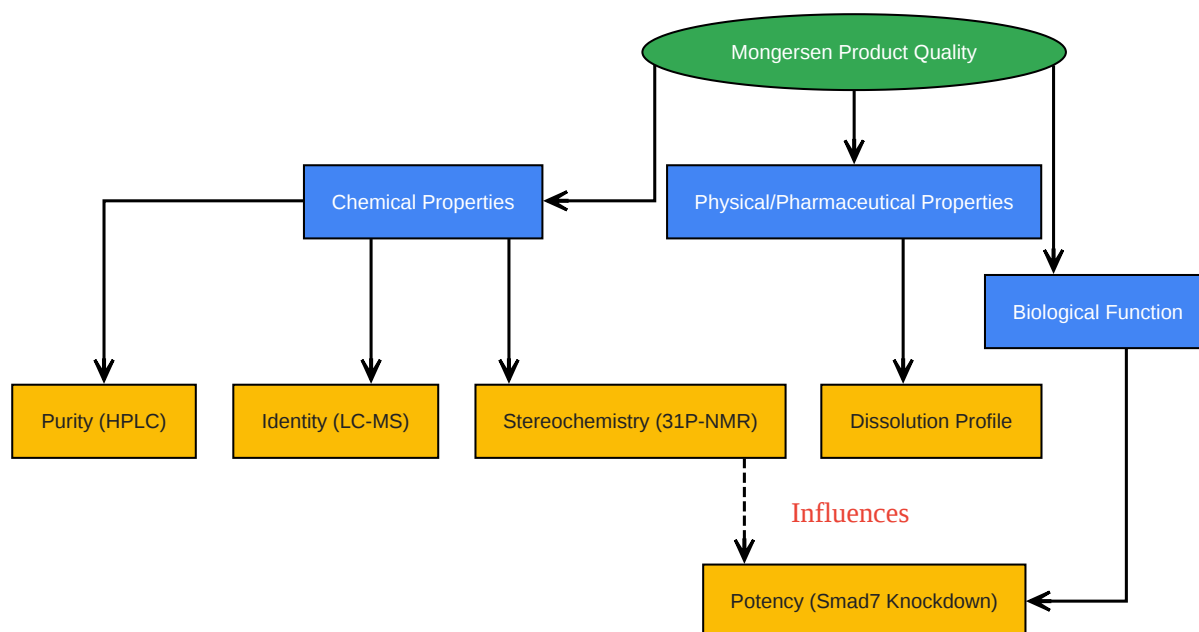 Mongersen Product Quality
Chemical Properties
Physical/Pharmaceutical Properties
Biological Function
Purity (HPLC)
Identity (LC-MS)
Stereochemistry (31P-NMR)
Dissolution Profile
Influences
Potency (Smad7 Knockdown)